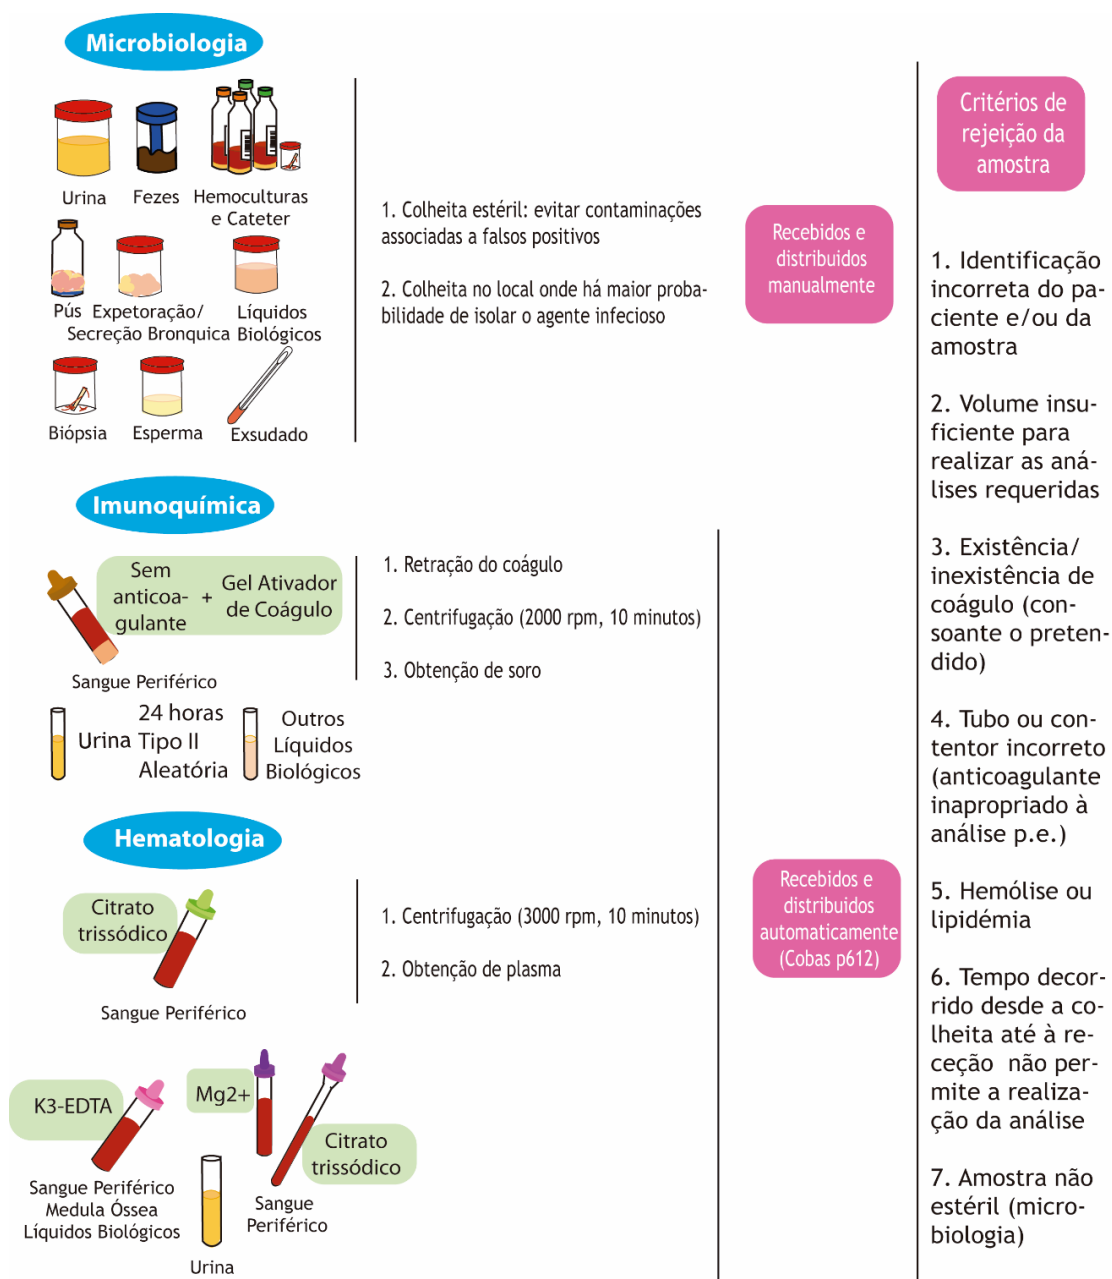 Microbiologia
Urina
Fezes
Hemoculturas
e Cateter
Pús
Expetoração/
Secreção Bronquica
Líquidos
Biológicos
Biópsia
Esperma
Exsudado
1. Colheita estéril: evitar contaminações
associadas a falsos positivos
2. Colheita no local onde há maior proba-
bilidade de isolar o agente infecioso
Recebidos e
distribuidos
manualmente
Imunoquímica
Sem
anticoa-
gulante
+
Gel Ativador
de Coágulo
Sangue Periférico
Urina
24 horas
Tipo II
Aleatória
Outros
Líquidos
Biológicos
1. Retração do coágulo
2. Centrifugação (2000 rpm, 10 minutos)
3. Obtenção de soro
Hematologia
Citrato
trissódico
Sangue Periférico
1. Centrifugação (3000 rpm, 10 minutos)
2. Obtenção de plasma
K3-EDTA
Sangue Periférico
Medula Óssea
Líquidos Biológicos
Mg2+
Citrato
trissódico
Sangue
Periférico
Urina
Recebidos e
distribuidos
automaticamente
(Cobas p612)
Critérios de
rejeição da
amostra
1. Identificação
incorreta do pa-
ciente e/ou da
amostra
2. Volume insu-
ficiente para
realizar as aná-
lises requeridas
3. Existência/
inexistência de
coágulo (con-
soante o preten-
dido)
4. Tubo ou con-
tentor incorreto
(anticoagulante
inapropriado à
análise p.e.)
5. Hemólise ou
lipidémia
6. Tempo decor-
rido desde a co-
lheita até à re-
ceção não per-
mite a realiza-
ção da análise
7. Amostra não
estéril (micro-
biologia)